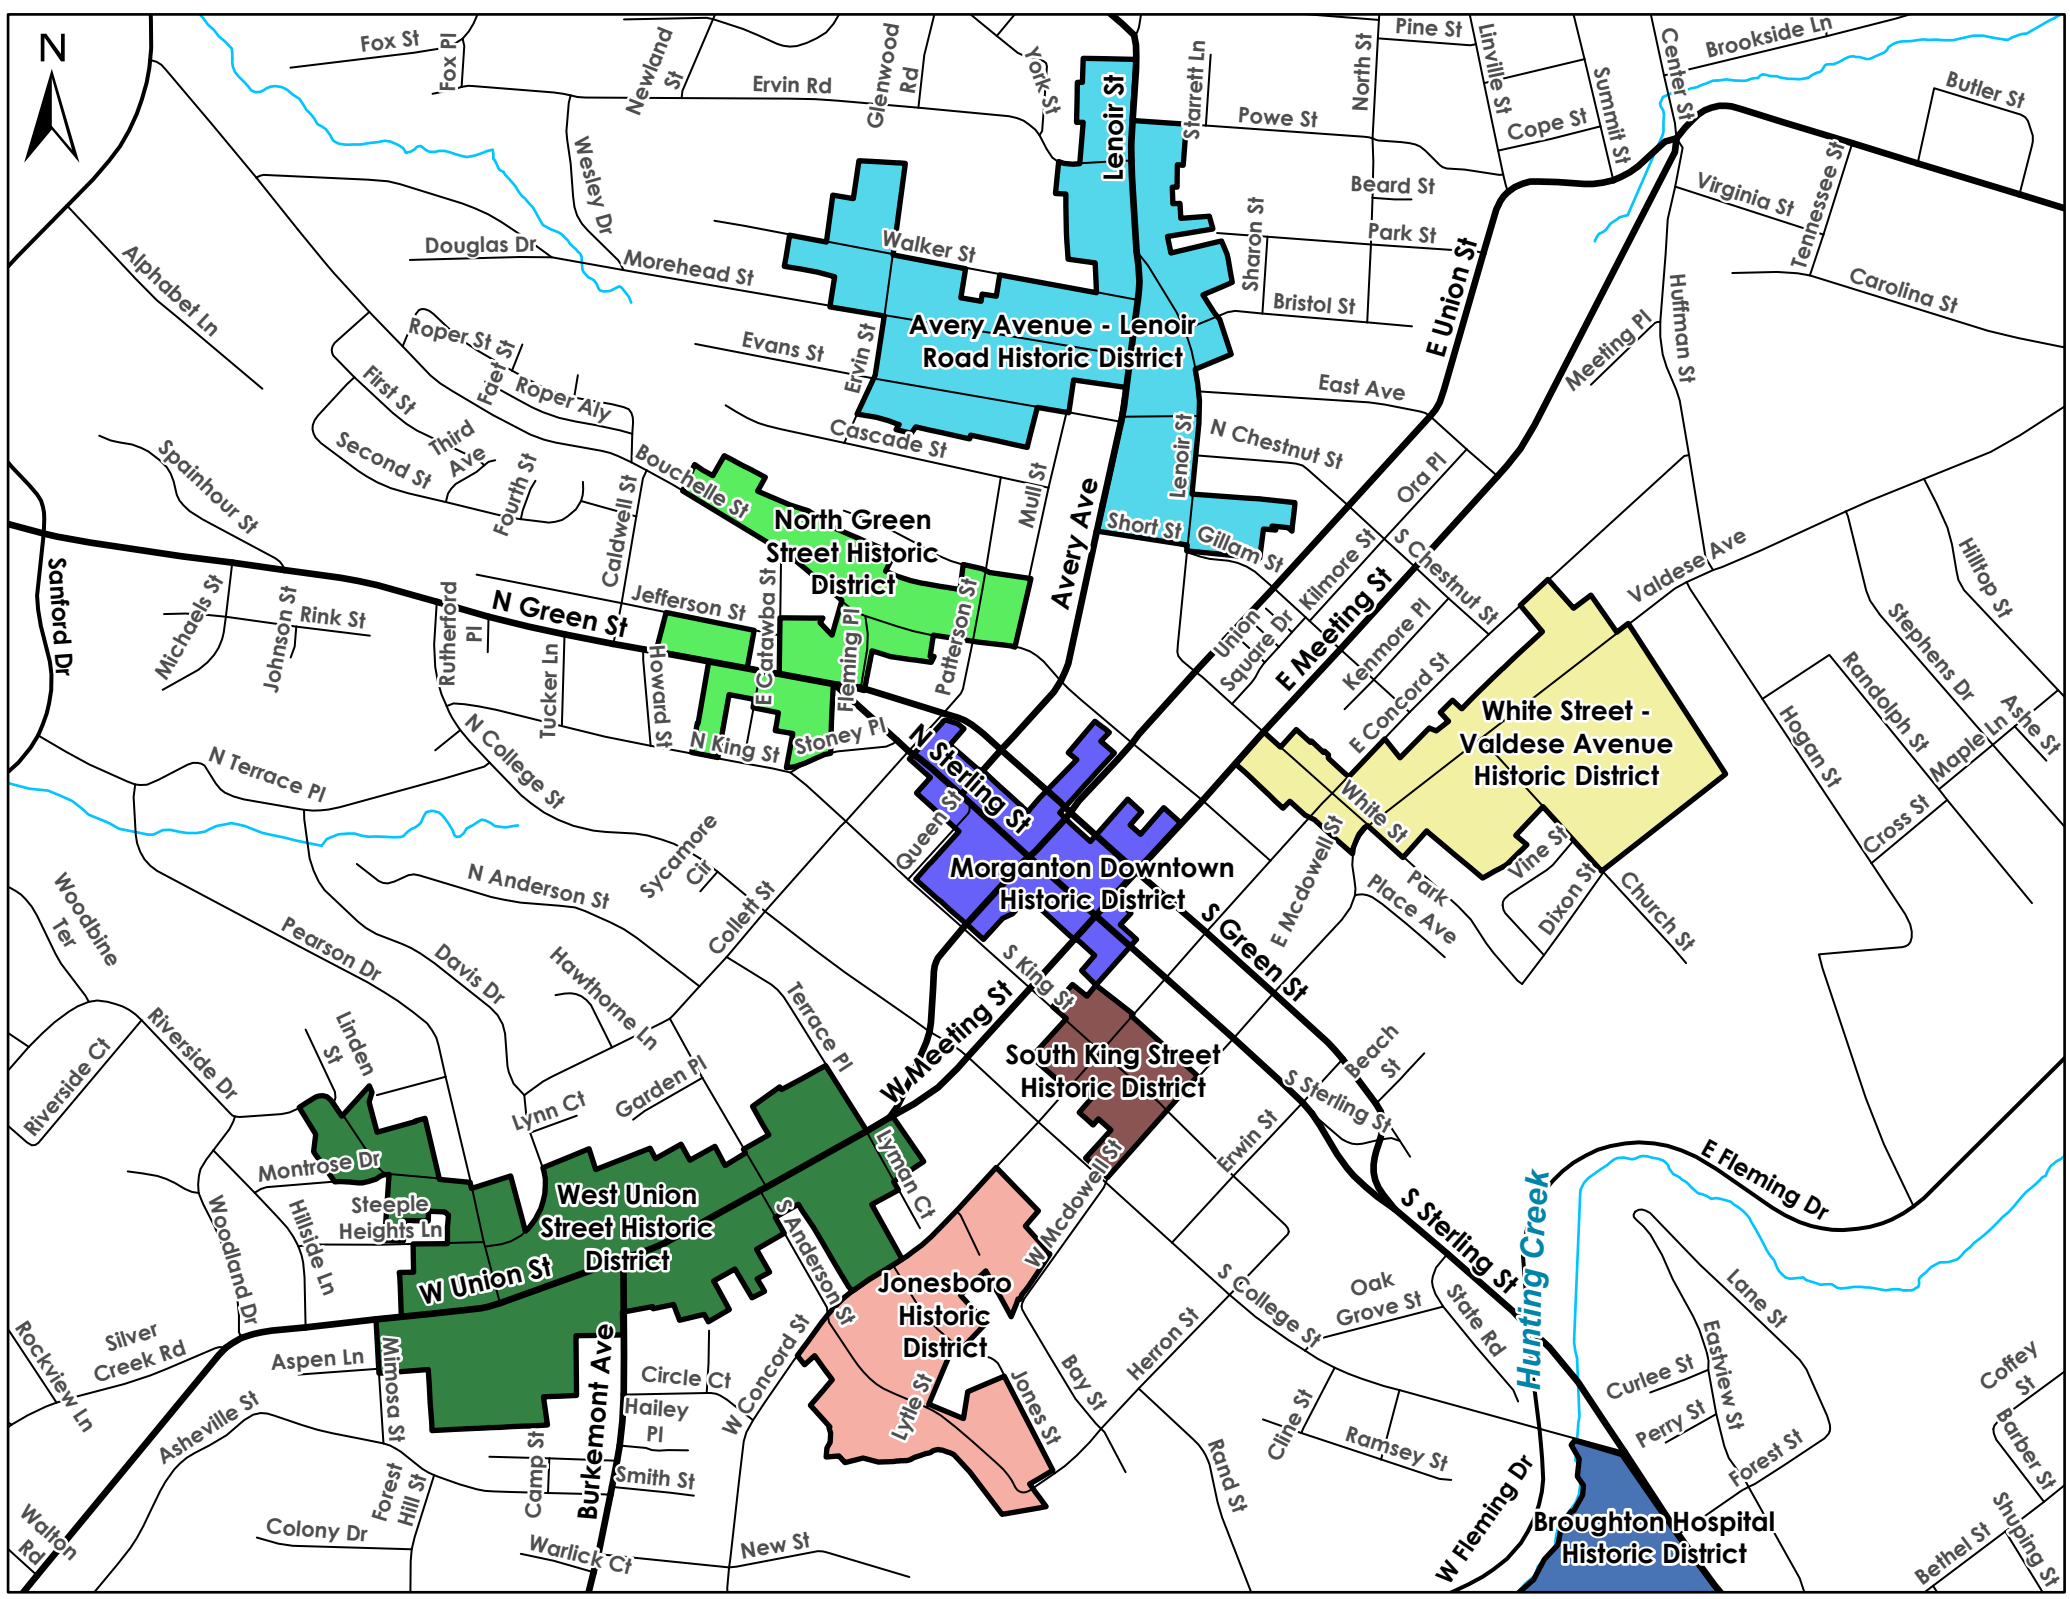 N
Fox St
Fox Pl
Newland
St
Ervin Rd
Glenwood
Rd
York St
Lenoir St
Starrett Ln
Powe St
North St
Pine St
Linville St
Cope St
Summit St
Center St
Brookside Ln
Butler St
Wesley Dr
Beard St
Park St
Sharon St
Bristol St
Virginia St
Tennessee St
Carolina St
Alphabet Ln
Douglas Dr
Morehead St
Walker St
E Union St
Huffman St
Meeting Pl
Avery Avenue - Lenoir
Road Historic District
Roper St
Faet St
Roper Aly
First St
Evans St
Ervin St
East Ave
Second St
Third
Ave
Fourth St
Cascade St
Lenoir St
N Chestnut St
Ora Pl
Spainhour St
Bouchelle St
Caldwell St
Mull St
Avery Ave
Short St
Gillam St
Kilmore St
S Chestnut St
Valdese Ave
Hilltop St
North Green
Street Historic
District
Sanford Dr
Michaels St
Johnson St
Rink St
Rutherford
Pl
N Green St
Jefferson St
E Catawba St
Fleming Pl
Patterson St
Union
Square Dr
E Meeting St
Kenmore Pl
E Concord St
Stephens Dr
Randolph St
Ashe St
Maple Ln
Hogan St
Cross St
Tucker Ln
Howard St
N King St
Stoney Pl
N College St
N Terrace Pl
N Sterling St
White Street -
Valdese Avenue
Historic District
White St
Queen St
Morganton Downtown
Historic District
E Mcdowell St
Park
Place Ave
Vine St
Dixon St
Church St
Sycamore
Cir
N Anderson St
Collett St
Woodbine
Ter
Pearson Dr
Davis Dr
Hawthorne Ln
S King St
S Green St
Terrace Pl
W Meeting St
Riverside Ct
Riverside Dr
Linden
St
Lynn Ct
Garden Pl
South King Street
Historic District
Beach
St
S Sterling St
Erwin St
Lyman Ct
W Mcdowell St
Montrose Dr
Steeple
Heights Ln
West Union
Street Historic
District
S Anderson St
Woodland Dr
Hillside Ln
W Union St
Jonesboro
Historic
District
S Sterling St
E Fleming Dr
Hunting Creek
Oak
Grove St
State Rd
S College St
Herron St
Lane St
Eastview St
Curlee St
Perry St
Forest St
Coffey
St
Barber St
Shuping St
Bethel St
Rockview Ln
Silver
Creek Rd
Aspen Ln
Mimosa St
Burkemont Ave
Circle Ct
Hailey
Pl
W Concord St
Lytle St
Jones St
Bay St
Cline St
Ramsey St
Rand St
Asheville St
Forest
Hill St
Camp St
Smith St
Colony Dr
Warlick Ct
New St
Walton
Rd
W Fleming Dr
Broughton Hospital
Historic District